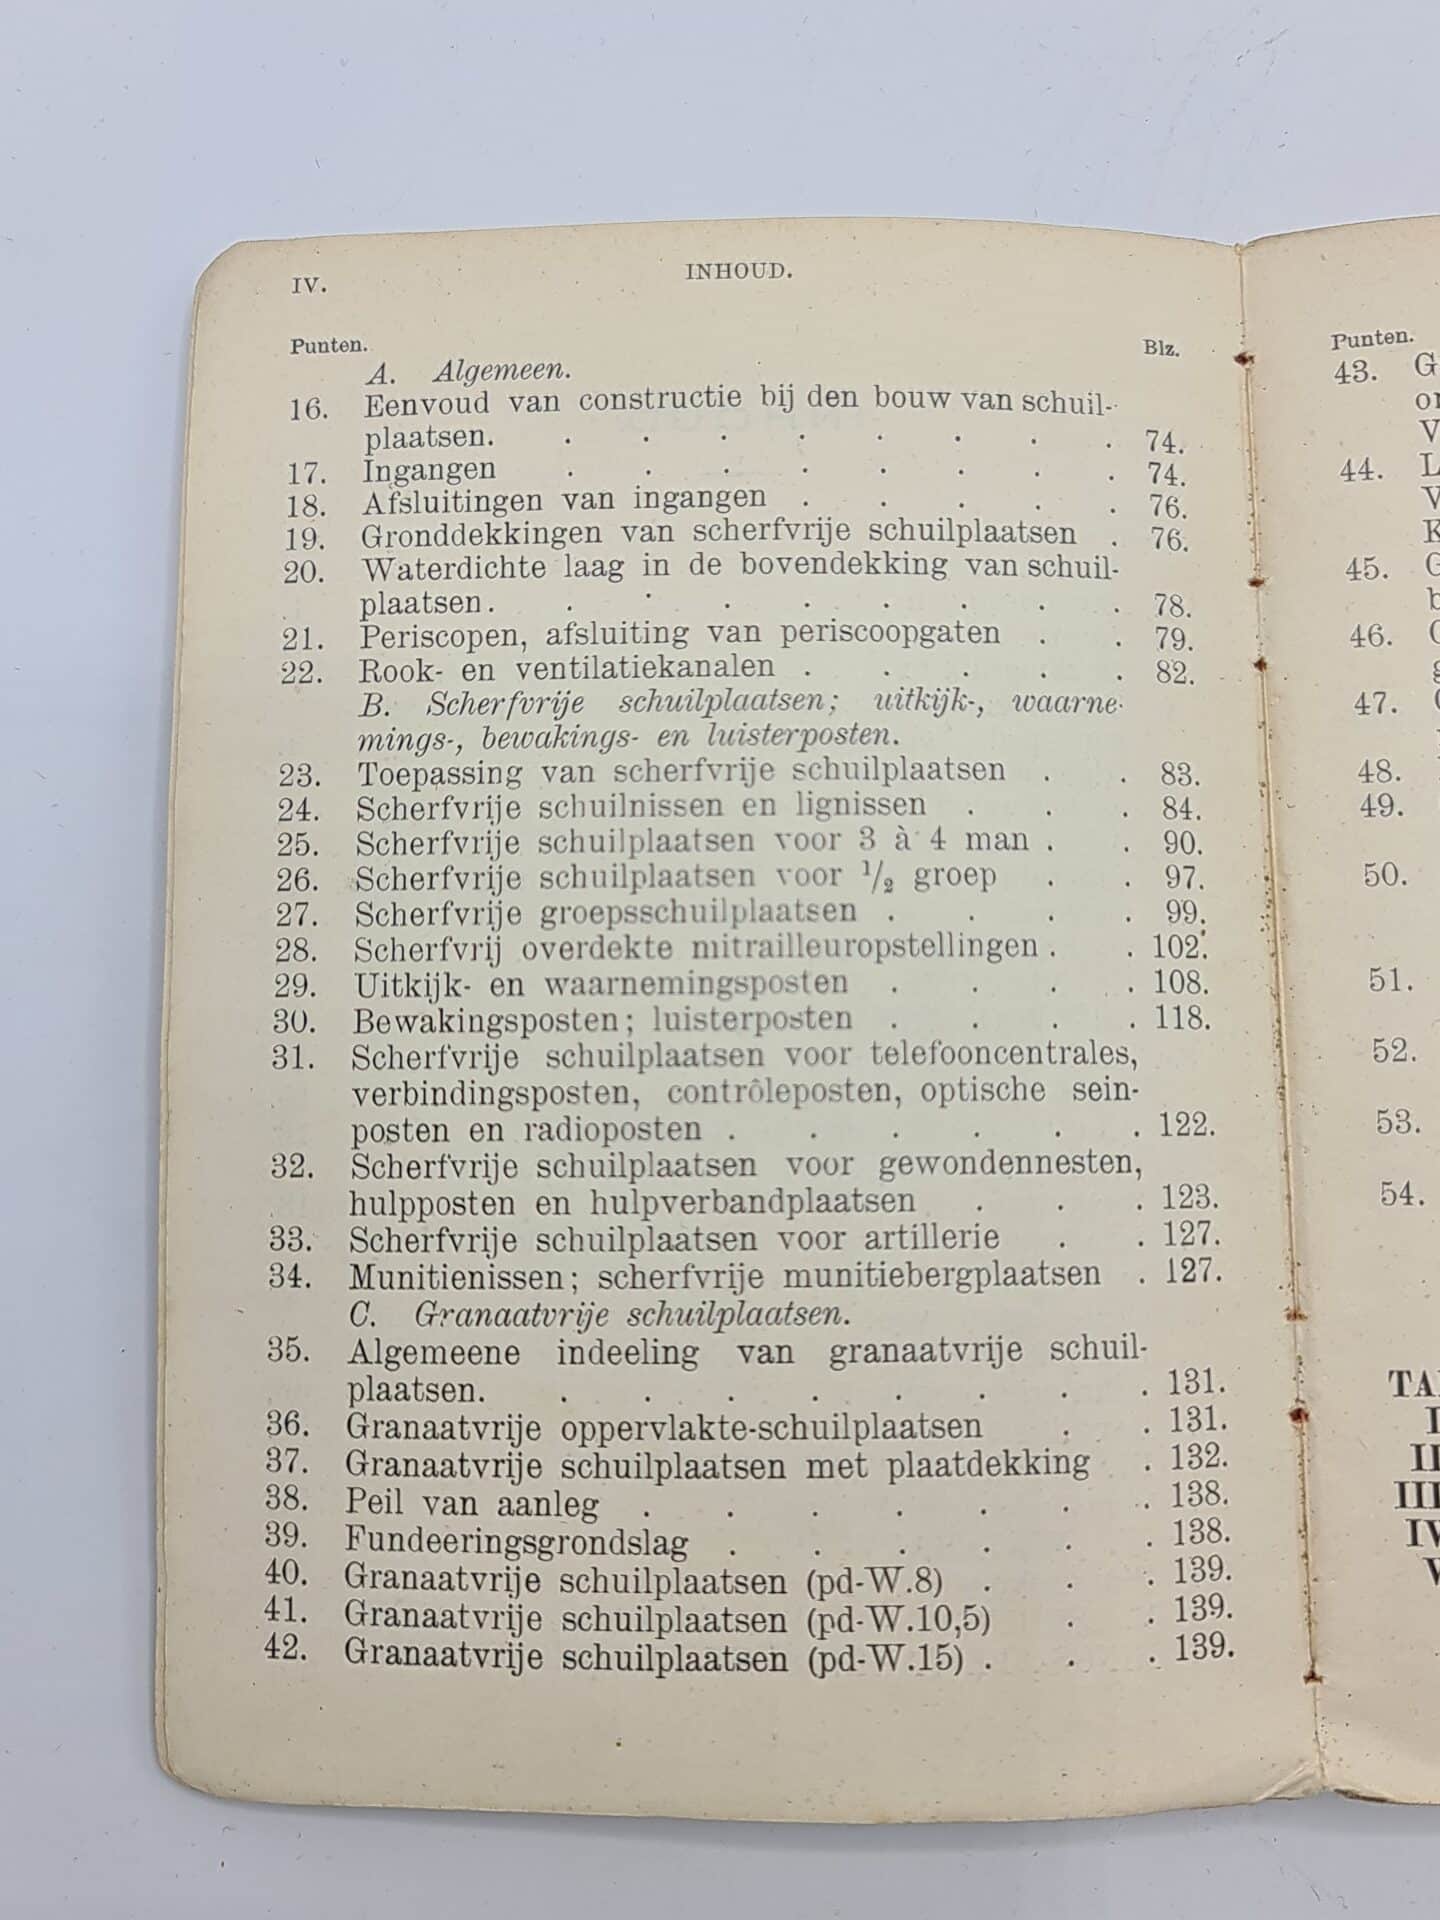 IV.
INHOUD.
Punten.
Blz.
A. Algemeen.
16. Eenvoud van constructie bij den bouw van schuil-
plaatsen. . . . . . . . . 74.
17. Ingangen . . . . . . . . 74.
18. Afsluitingen van ingangen . . . . . 76.
19. Gronddekkingen van scherfvrije schuilplaatsen . 76.
20. Waterdichte laag in de bovendekking van schuil-
plaatsen. . . . . . . . . 78.
21. Periscopen, afsluiting van periscoopgaten . . 79.
22. Rook- en ventilatiekanalen . . . . . 82.
B. Scherfvrije schuilplaatsen; uitkijk-, waarne-
mings-, bewakings- en luisterposten.
23. Toepassing van scherfvrije schuilplaatsen . . 83.
24. Scherfvrije schuilnissen en lignissen . . . 84.
25. Scherfvrije schuilplaatsen voor 3 à 4 man . . 90.
26. Scherfvrije schuilplaatsen voor 1/2 groep . . 97.
27. Scherfvrije groepsschuilplaatsen . . . . 99.
28. Scherfvrij overdekte mitrailleuropstellingen . . 102.
29. Uitkijk- en waarnemingsposten . . . . 108.
30. Bewakingsposten; luisterposten . . . . 118.
31. Scherfvrije schuilplaatsen voor telefooncentrales,
verbindingsposten, contrôleposten, optische sein-
posten en radioposten . . . . . . 122.
32. Scherfvrije schuilplaatsen voor gewondennesten,
hulpposten en hulpverbandplaatsen . . . 123.
33. Scherfvrije schuilplaatsen voor artillerie . . 127.
34. Munitienissen; scherfvrije munitiebergplaatsen . 127.
C. Granaatvrije schuilplaatsen.
35. Algemeene indeeling van granaatvrije schuil-
plaatsen. . . . . . . . . 131.
36. Granaatvrije oppervlakte-schuilplaatsen . . 131.
37. Granaatvrije schuilplaatsen met plaatdekking . 132.
38. Peil van aanleg . . . . . . . 138.
39. Fundeeringsgrondslag . . . . . . 138.
40. Granaatvrije schuilplaatsen (pd-W.8) . . . 139.
41. Granaatvrije schuilplaatsen (pd-W.10,5) . . 139.
42. Granaatvrije schuilplaatsen (pd-W.15) . . . 139.
Punten.
43.
44.
45.
46.
47.
48.
49.
50.
51.
52.
53.
54.